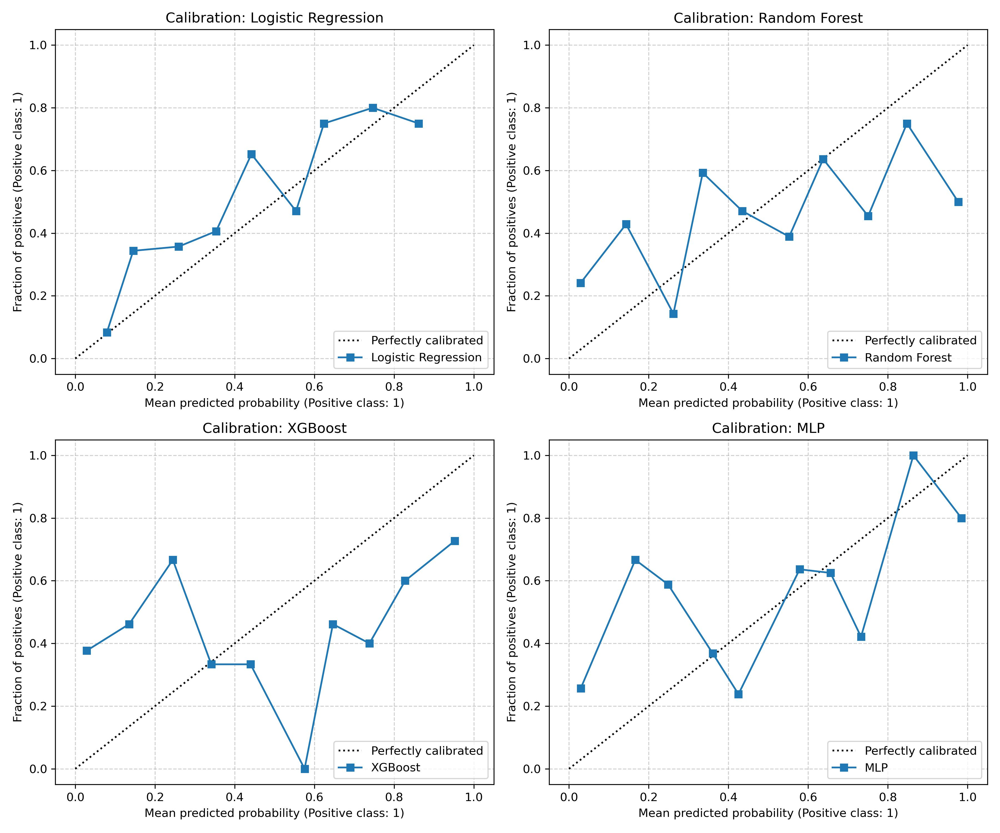 Calibration: Logistic Regression
Fraction of positives (Positive class: 1)
1.0
0.8
0.6
0.4
0.2
0.0
Perfectly calibrated
Logistic Regression
0.0 0.2 0.4 0.6 0.8 1.0
Mean predicted probability (Positive class: 1)
Calibration: Random Forest
Fraction of positives (Positive class: 1)
1.0
0.8
0.6
0.4
0.2
0.0
Perfectly calibrated
Random Forest
0.0 0.2 0.4 0.6 0.8 1.0
Mean predicted probability (Positive class: 1)
Calibration: XGBoost
Fraction of positives (Positive class: 1)
1.0
0.8
0.6
0.4
0.2
0.0
Perfectly calibrated
XGBoost
0.0 0.2 0.4 0.6 0.8 1.0
Mean predicted probability (Positive class: 1)
Calibration: MLP
Fraction of positives (Positive class: 1)
1.0
0.8
0.6
0.4
0.2
0.0
Perfectly calibrated
MLP
0.0 0.2 0.4 0.6 0.8 1.0
Mean predicted probability (Positive class: 1)